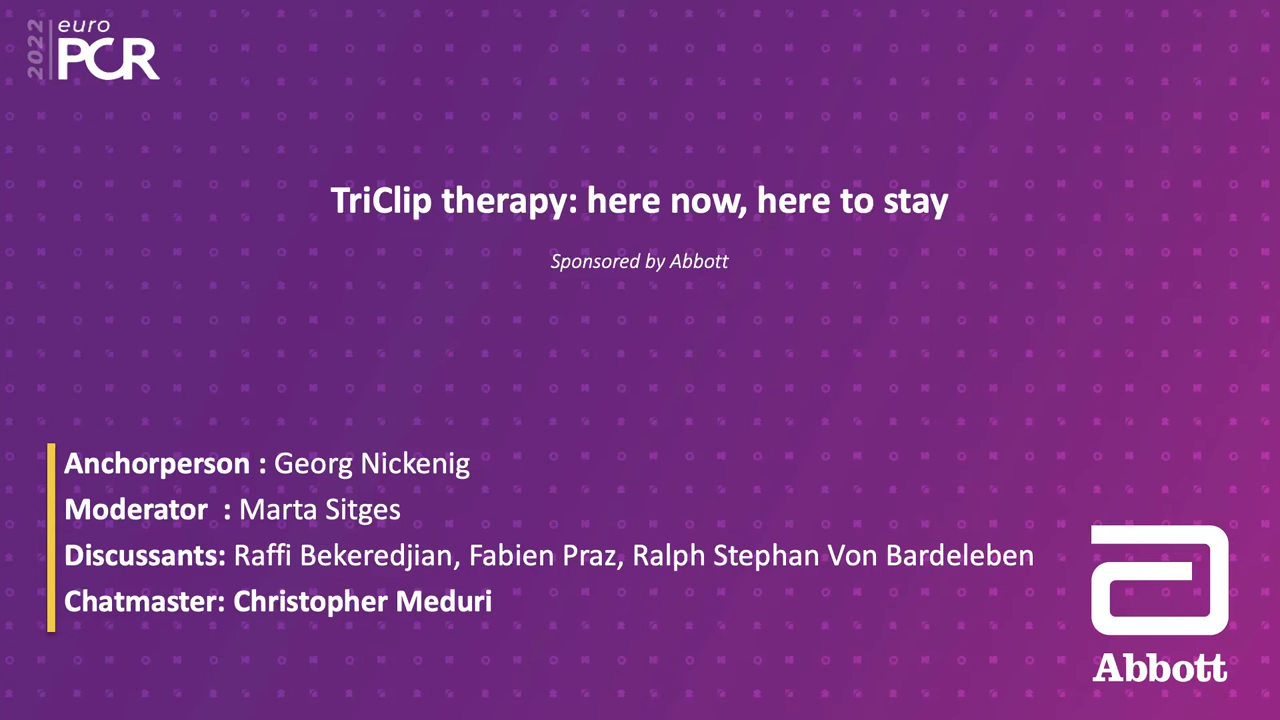 2022
euro
PCR
TriClip therapy: here now, here to stay
Sponsored by Abbott
Anchorperson : Georg Nickenig
Moderator : Marta Sitges
Discussants: Raffi Bekeredjian, Fabien Praz, Ralph Stephan Von Bardeleben
Chatmaster: Christopher Meduri
Abbott